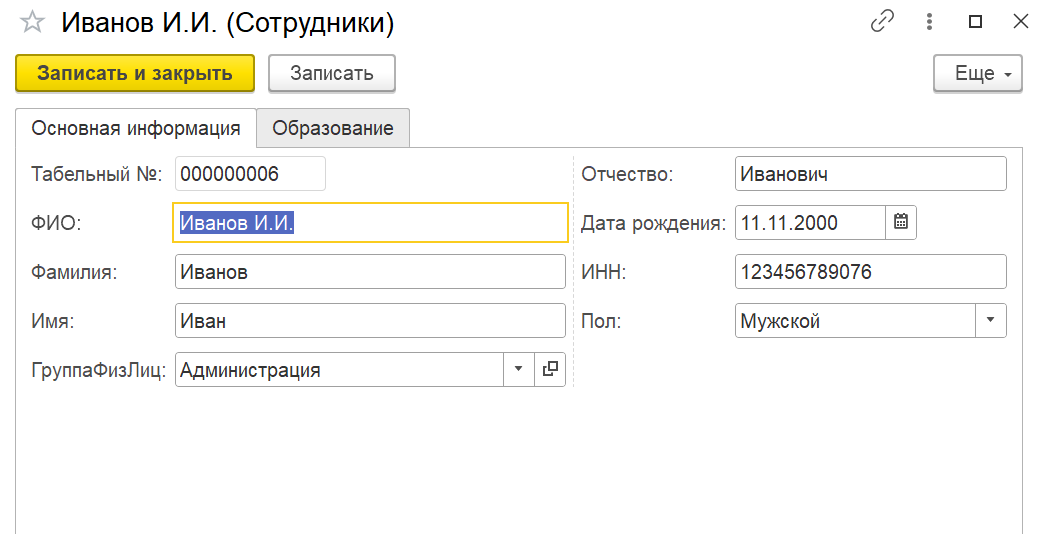 Иванов И.И. (Сотрудники)
Записать и закрыть
Записать
Еще
Основная информация
Образование
Табельный №: 000000006
ФИО: Иванов И.И.
Фамилия: Иванов
Имя: Иван
ГруппаФизЛиц: Администрация
Отчество: Иванович
Дата рождения: 11.11.2000
ИНН: 123456789076
Пол: Мужской